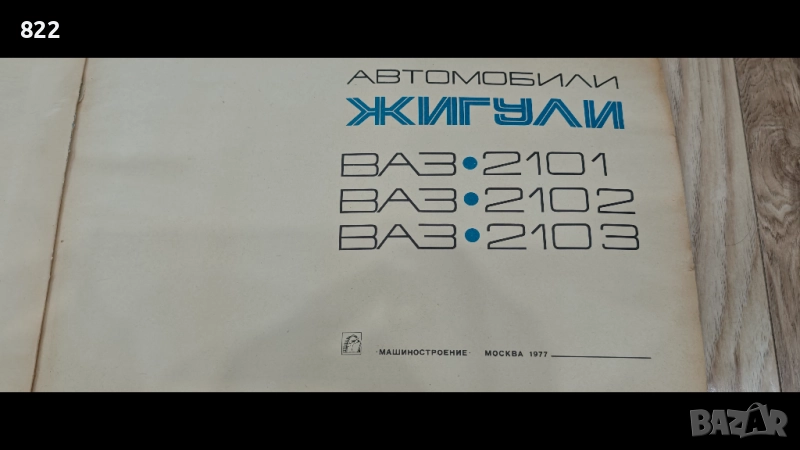 822
АВТОМОБИЛИ
ЖИГУЛИ
ВАЗ•2101
ВАЗ•2102
ВАЗ•2103
·МАШИНОСТРОЕНИЕ· МОСКВА 1977
BAZAR